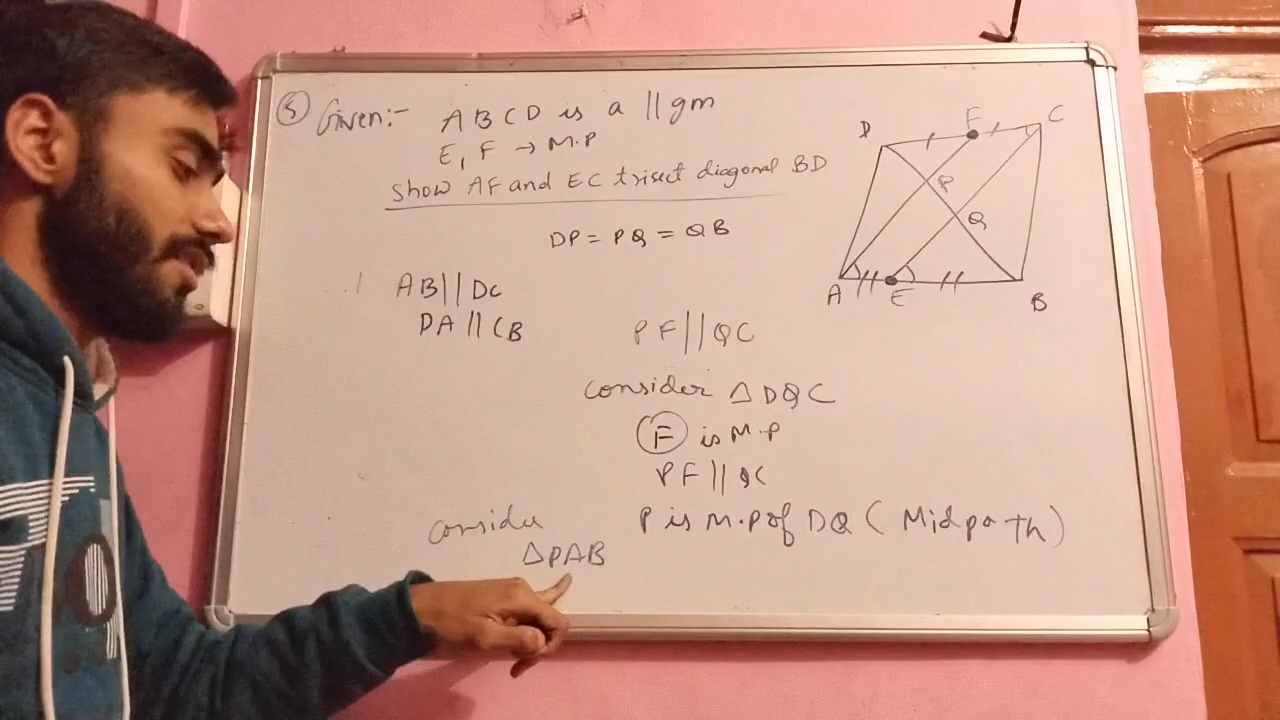 5 Given:- ABCD is a ||gm
E, F → M.P
Show AF and EC trisect diagonal BD
DP = PQ = QB
AB || DC
DA || CB
PF || QC
consider △DQC
F is M.P
PF || QC
P is M.P of DQ (Midpo Th)
consider
△PAB
D F C
P
Q
A E B